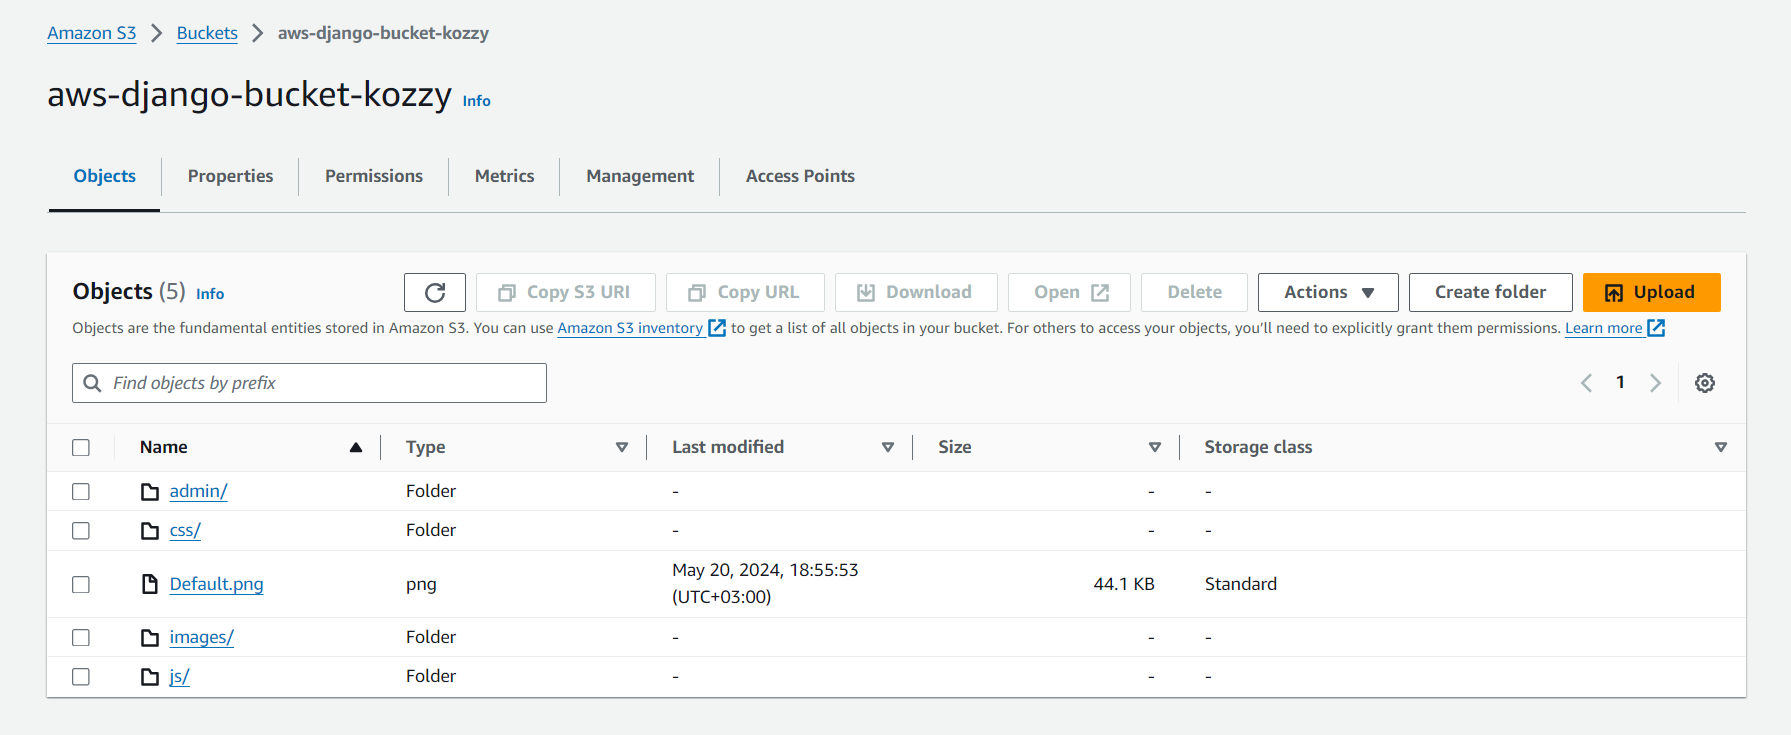 Amazon S3 > Buckets > aws-django-bucket-kozzy
aws-django-bucket-kozzy Info
Objects Properties Permissions Metrics Management Access Points
Objects (5) Info Copy S3 URI Copy URL Download Open Delete Actions Create folder Upload
Objects are the fundamental entities stored in Amazon S3. You can use Amazon S3 inventory to get a list of all objects in your bucket. For others to access your objects, you'll need to explicitly grant them permissions. Learn more
Find objects by prefix 1
Name Type Last modified Size Storage class
admin/ Folder - - -
css/ Folder - - -
Default.png png May 20, 2024, 18:55:53 (UTC+03:00) 44.1 KB Standard
images/ Folder - - -
js/ Folder - - -